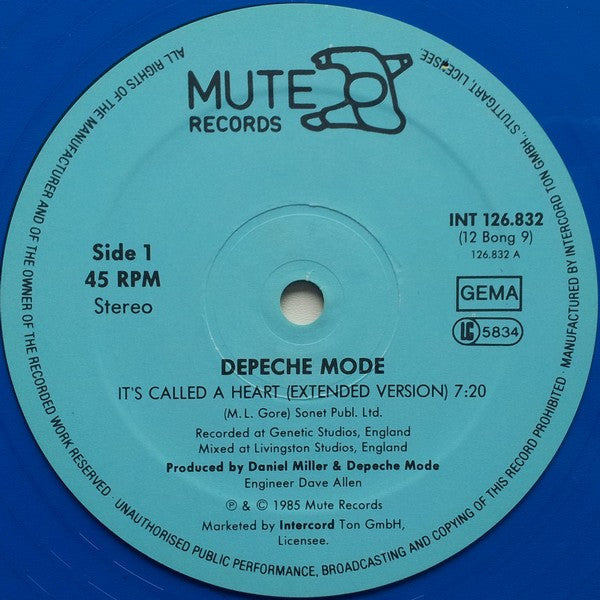 MUTE
RECORDS
INT 126.832
(12 Bong 9)
126.832 A
Side 1
45 RPM
Stereo
GEMA
LC 5834
DEPECHE MODE
IT'S CALLED A HEART (EXTENDED VERSION) 7:20
(M.L. Gore) Sonet Publ. Ltd.
Recorded at Genetic Studios, England
Mixed at Livingston Studios, England
Produced by Daniel Miller & Depeche Mode
Engineer Dave Allen
℗ & © 1985 Mute Records
Marketed by Intercord Ton GmbH,
Licensee.
ALL RIGHTS OF THE MANUFACTURER AND OF THE OWNER OF THE RECORDED WORK RESERVED · UNAUTHORISED PUBLIC PERFORMANCE, BROADCASTING AND COPYING OF THIS RECORD PROHIBITED · MANUFACTURED BY INTERCORD TON GMBH., STUTTGART, LICENSEE.